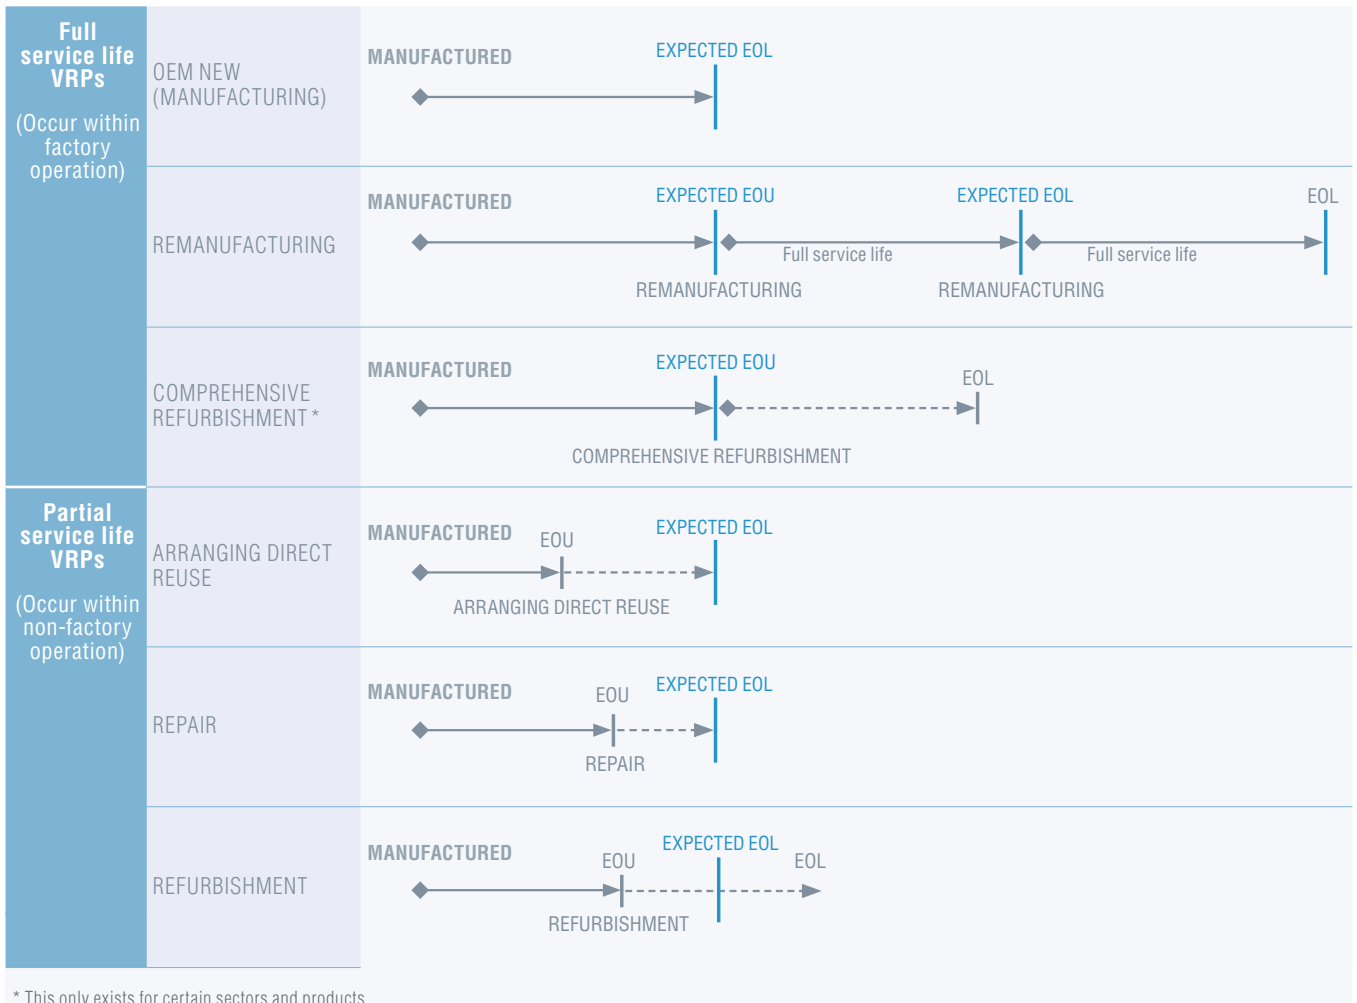 Full
service life
VRPs
(Occur within
factory
operation)
OEM NEW
(MANUFACTURING)
MANUFACTURED
EXPECTED EOL
REMANUFACTURING
MANUFACTURED
EXPECTED EOU
EXPECTED EOL
EOL
Full service life
Full service life
REMANUFACTURING
REMANUFACTURING
COMPREHENSIVE
REFURBISHMENT *
MANUFACTURED
EXPECTED EOU
EOL
COMPREHENSIVE REFURBISHMENT
Partial
service life
VRPs
(Occur within
non-factory
operation)
ARRANGING DIRECT
REUSE
MANUFACTURED
EOU
EXPECTED EOL
ARRANGING DIRECT REUSE
REPAIR
MANUFACTURED
EOU
EXPECTED EOL
REPAIR
REFURBISHMENT
MANUFACTURED
EOU
EXPECTED EOL
EOL
REFURBISHMENT
* This only exists for certain sectors and products